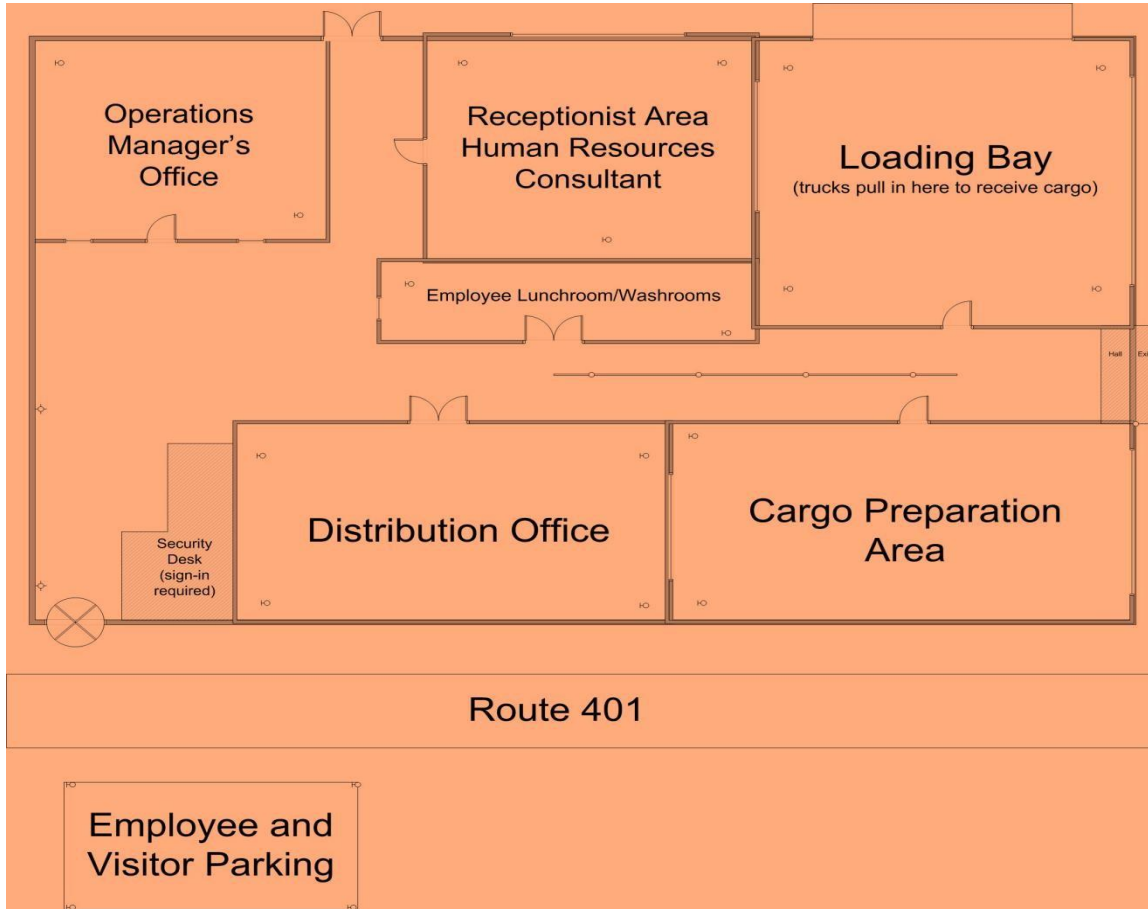 Operations
Manager's
Office
Receptionist Area
Human Resources
Consultant
Loading Bay
(trucks pull in here to receive cargo)
Employee Lunchroom/Washrooms
Hall
Distribution Office
Cargo Preparation
Area
Security
Desk
(sign-in
required)
Route 401
Employee and
Visitor Parking